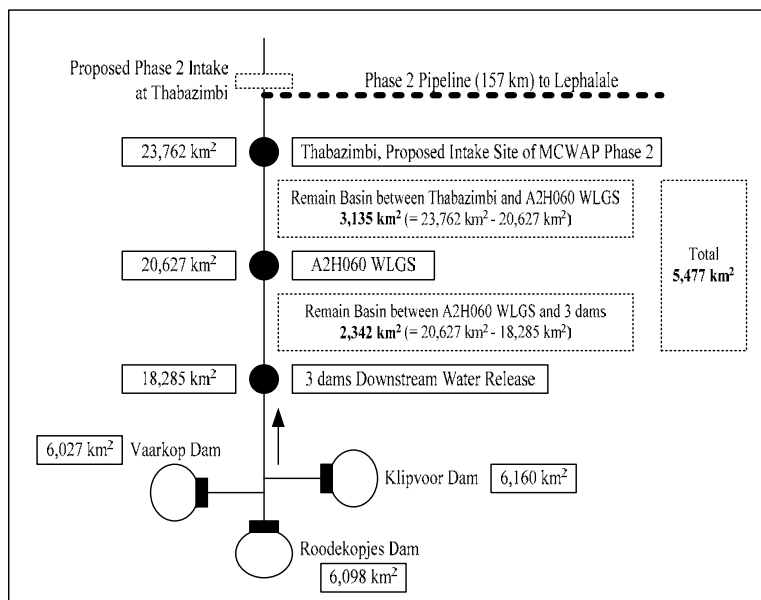 Proposed Phase 2 Intake
at Thabazimbi
Phase 2 Pipeline (157 km) to Lephalale
23,762 km²
Thabazimbi, Proposed Intake Site of MCWAP Phase 2
Remain Basin between Thabazimbi and A2H060 WLGS
3,135 km² (= 23,762 km² - 20,627 km²)
Total
5,477 km²
20,627 km²
A2H060 WLGS
Remain Basin between A2H060 WLGS and 3 dams
2,342 km² (= 20,627 km² - 18,285 km²)
18,285 km²
3 dams Downstream Water Release
6,027 km²
Vaarkop Dam
Klipvoor Dam
6,160 km²
Roodekopjes Dam
6,098 km²